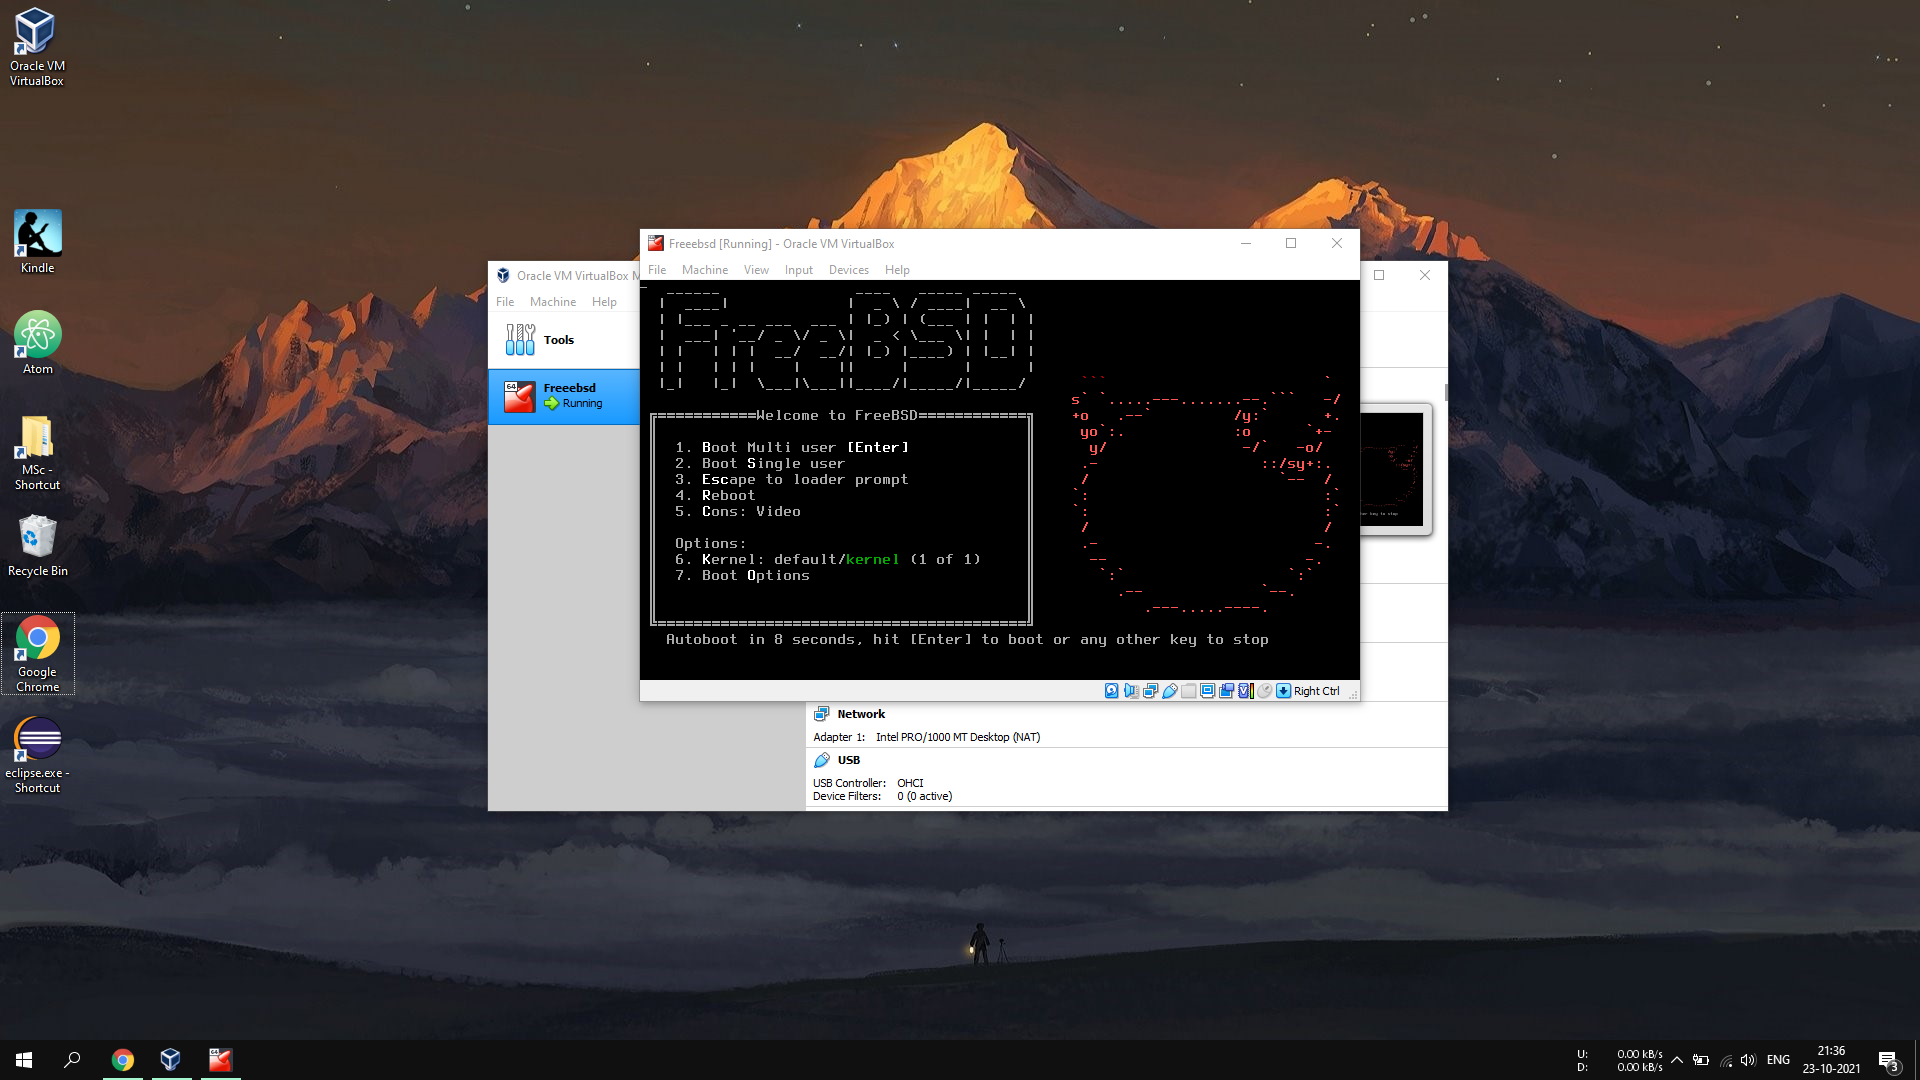 Oracle VM
VirtualBox
Kindle
Atom
MSc -
Shortcut
Recycle Bin
Google
Chrome
eclipse.exe -
Shortcut
Oracle VM VirtualBox M
File Machine Help
Tools
64
Freeebsd
Running
Freeebsd [Running] - Oracle VM VirtualBox
File Machine View Input Devices Help
FreeBSD
Welcome to FreeBSD
1. Boot Multi user [Enter]
2. Boot Single user
3. Escape to loader prompt
4. Reboot
5. Cons: Video
Options:
6. Kernel: default/kernel (1 of 1)
7. Boot Options
Autoboot in 8 seconds, hit [Enter] to boot or any other key to stop
Right Ctrl
Network
Adapter 1: Intel PRO/1000 MT Desktop (NAT)
USB
USB Controller: OHCI
Device Filters: 0 (0 active)
U: 0.00 kB/s
D: 0.00 kB/s
ENG
21:36
23-10-2021
3